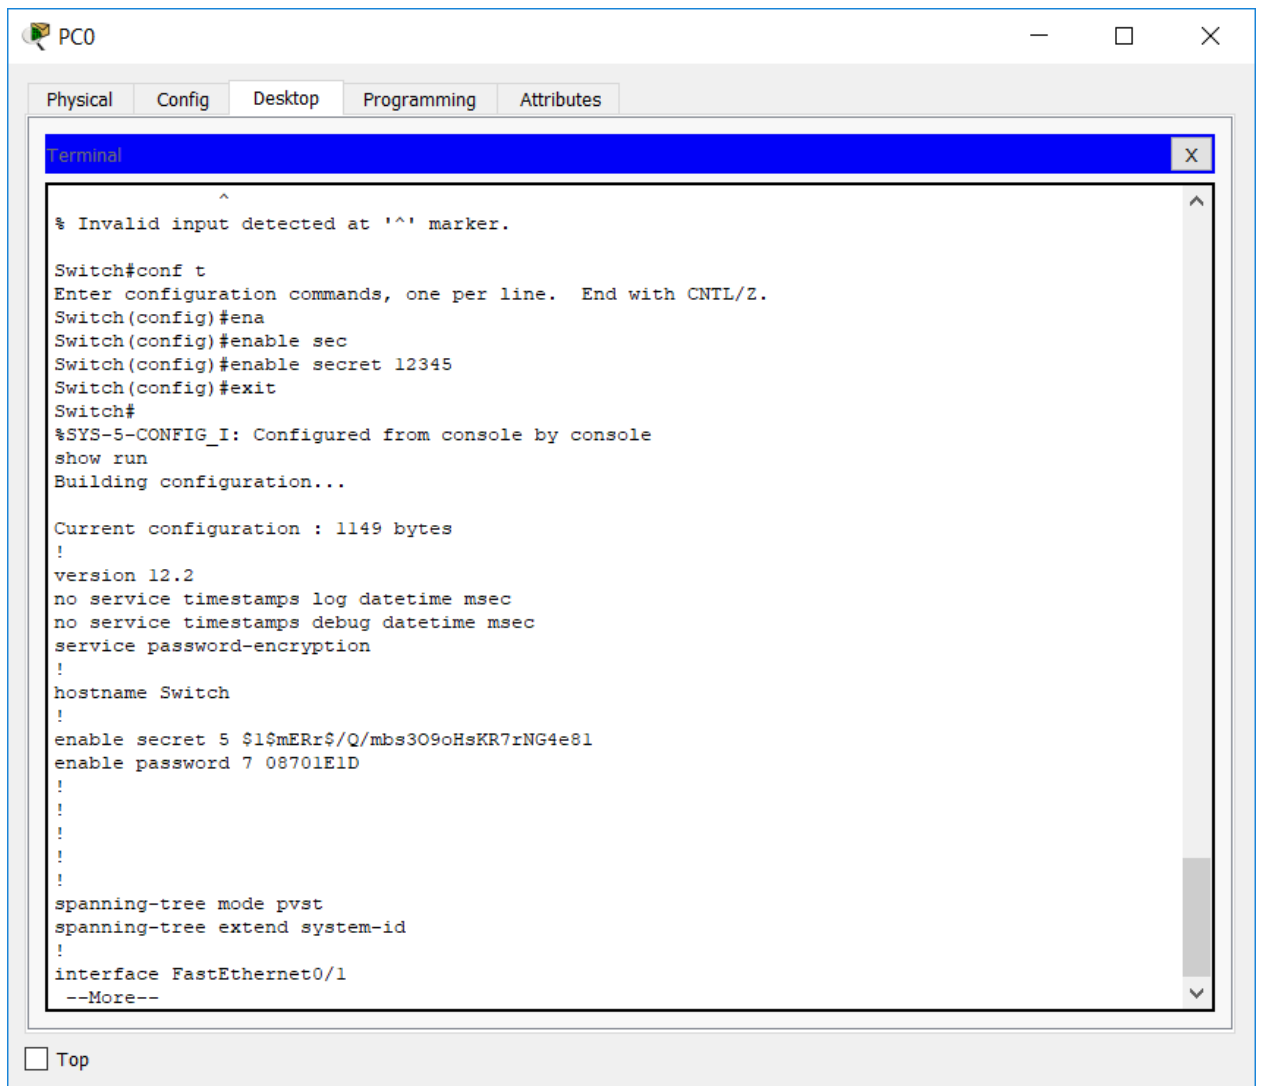 PC0
Physical Config Desktop Programming Attributes
Terminal X
^
% Invalid input detected at '^' marker.
Switch#conf t
Enter configuration commands, one per line.  End with CNTL/Z.
Switch(config)#ena
Switch(config)#enable sec
Switch(config)#enable secret 12345
Switch(config)#exit
Switch#
%SYS-5-CONFIG_I: Configured from console by console
show run
Building configuration...
Current configuration : 1149 bytes
!
version 12.2
no service timestamps log datetime msec
no service timestamps debug datetime msec
service password-encryption
!
hostname Switch
!
enable secret 5 $1$mERr$/Q/mbs3O9oHsKR7rNG4e81
enable password 7 08701E1D
!
!
!
!
!
spanning-tree mode pvst
spanning-tree extend system-id
!
interface FastEthernet0/1
--More--
Top